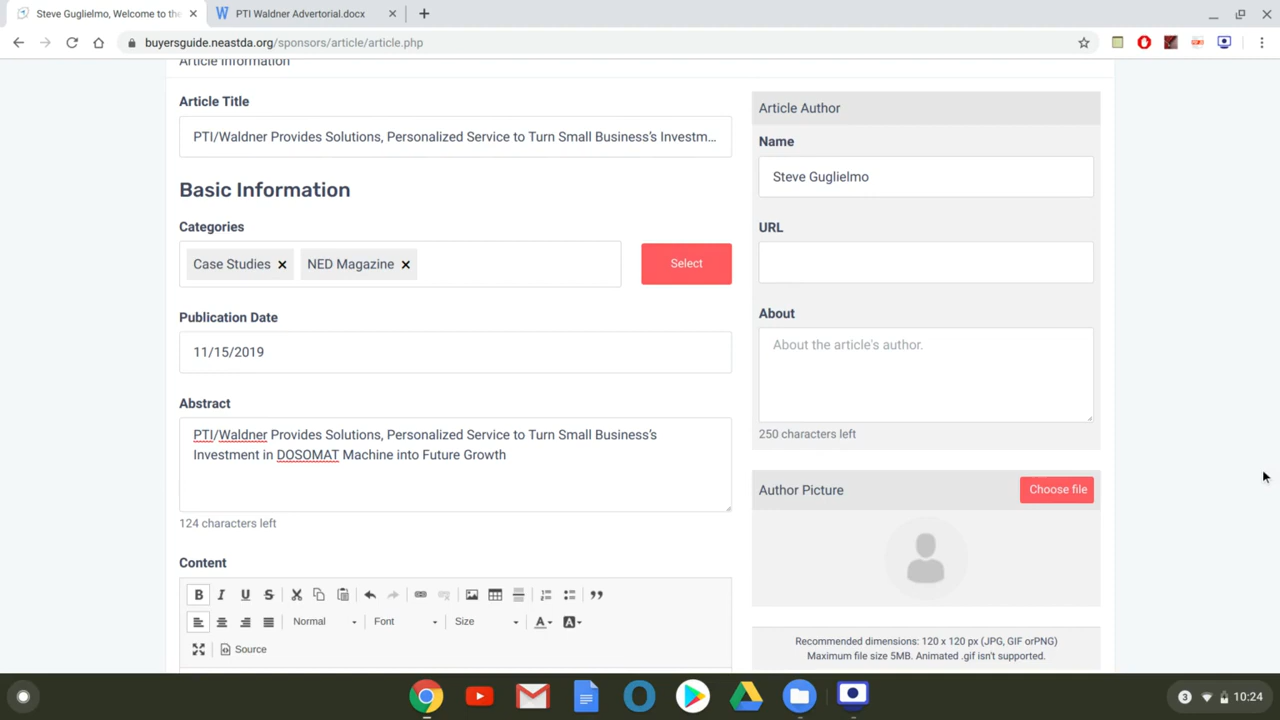 Steve Guglielmo, Welcome to the
PTI Waldner Advertorial.docx
buyersguide.neastda.org/sponsors/article/article.php
Article Information
Article Title
PTI/Waldner Provides Solutions, Personalized Service to Turn Small Business's Investm...
Basic Information
Categories
Case Studies
NED Magazine
Select
Publication Date
11/15/2019
Abstract
PTI/Waldner Provides Solutions, Personalized Service to Turn Small Business's
Investment in DOSOMAT Machine into Future Growth
124 characters left
Content
B I U S
Normal Font Size A A
Source
Article Author
Name
Steve Guglielmo
URL
About
About the article's author.
250 characters left
Author Picture
Choose file
Recommended dimensions: 120 x 120 px (JPG, GIF orPNG)
Maximum file size 5MB. Animated .gif isn't supported.
3 10:24